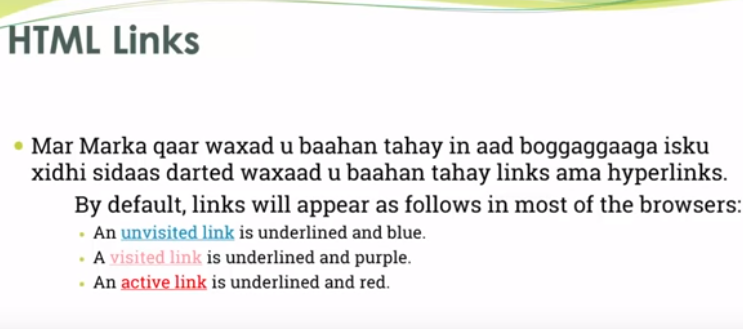 HTML Links
Mar Marka qaar waxad u baahan tahay in aad boggaggaaga isku
xidhi sidaas darted waxaad u baahan tahay links ama hyperlinks.
By default, links will appear as follows in most of the browsers:
An unvisited link is underlined and blue.
A visited link is underlined and purple.
An active link is underlined and red.